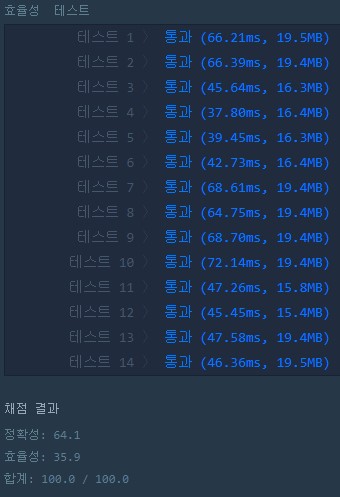 효율성 테스트
테스트 1 〉 통과 (66.21ms, 19.5MB)
테스트 2 〉 통과 (66.39ms, 19.4MB)
테스트 3 〉 통과 (45.64ms, 16.3MB)
테스트 4 〉 통과 (37.80ms, 16.4MB)
테스트 5 〉 통과 (39.45ms, 16.3MB)
테스트 6 〉 통과 (42.73ms, 16.4MB)
테스트 7 〉 통과 (68.61ms, 19.4MB)
테스트 8 〉 통과 (64.75ms, 19.4MB)
테스트 9 〉 통과 (68.70ms, 19.4MB)
테스트 10 〉 통과 (72.14ms, 19.4MB)
테스트 11 〉 통과 (47.26ms, 15.8MB)
테스트 12 〉 통과 (45.45ms, 15.4MB)
테스트 13 〉 통과 (47.58ms, 19.4MB)
테스트 14 〉 통과 (46.36ms, 19.5MB)
채점 결과
정확성: 64.1
효율성: 35.9
합계: 100.0 / 100.0